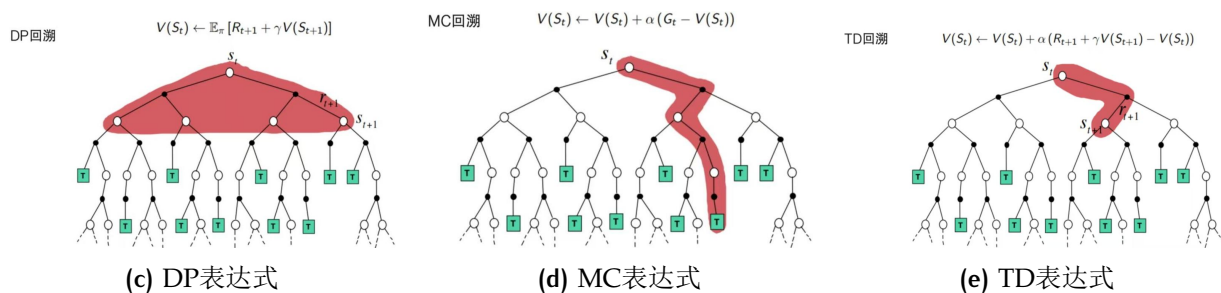 DP回溯
V(S_t) ← 𝔼_π [R_{t+1} + γV(S_{t+1})]
s_t
r_{t+1}
s_{t+1}
T T T T T
T T T T
(c) DP表达式
MC回溯
V(S_t) ← V(S_t) + α (G_t − V(S_t))
s_t
T T T T
T T T T T
(d) MC表达式
TD回溯
V(S_t) ← V(S_t) + α (R_{t+1} + γV(S_{t+1}) − V(S_t))
s_t
r_{t+1}
s_{t+1}
T T T T T
T T T T
(e) TD表达式